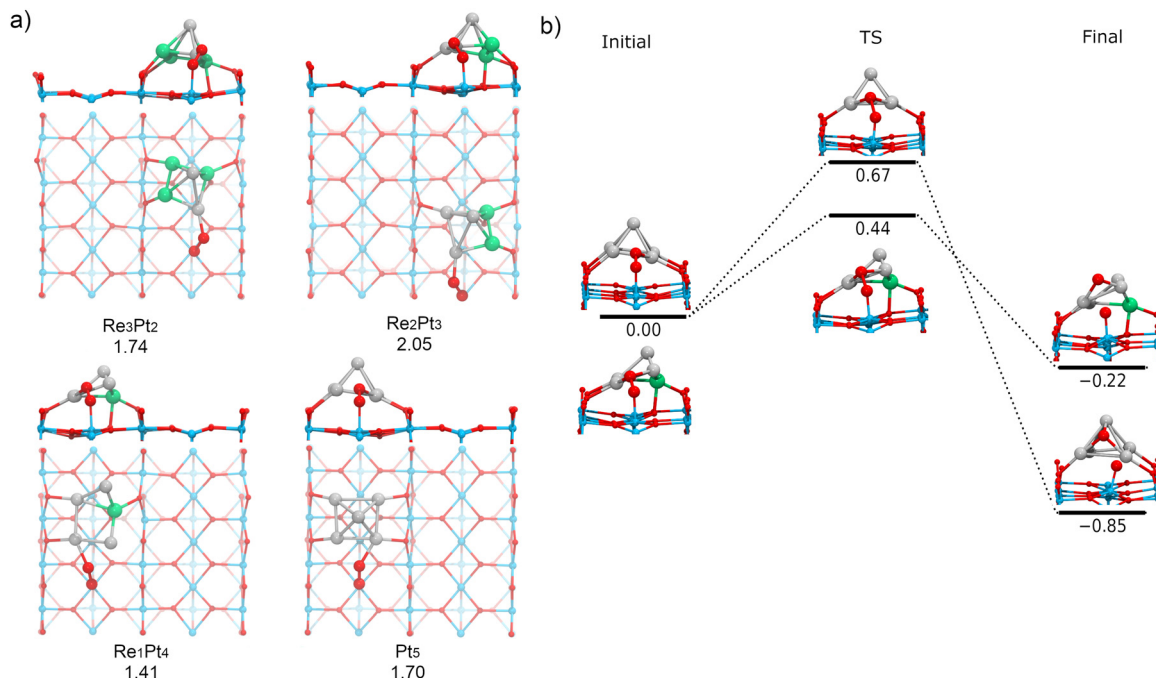 a)
b)
Initial
TS
Final
0.67
0.44
0.00
−0.22
−0.85
Re3Pt2
1.74
Re2Pt3
2.05
Re1Pt4
1.41
Pt5
1.70